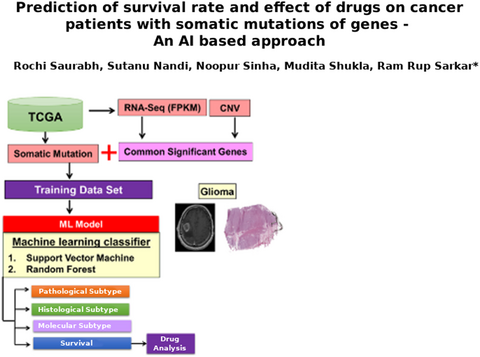 Prediction of survival rate and effect of drugs on cancer
patients with somatic mutations of genes -
An AI based approach
Rochi Saurabh, Sutanu Nandi, Noopur Sinha, Mudita Shukla, Ram Rup Sarkar*
TCGA
RNA-Seq (FPKM)
CNV
Somatic Mutation
+
Common Significant Genes
Training Data Set
Glioma
ML Model
Machine learning classifier
1. Support Vector Machine
2. Random Forest
Pathological Subtype
Histological Subtype
Molecular Subtype
Survival
Drug
Analysis